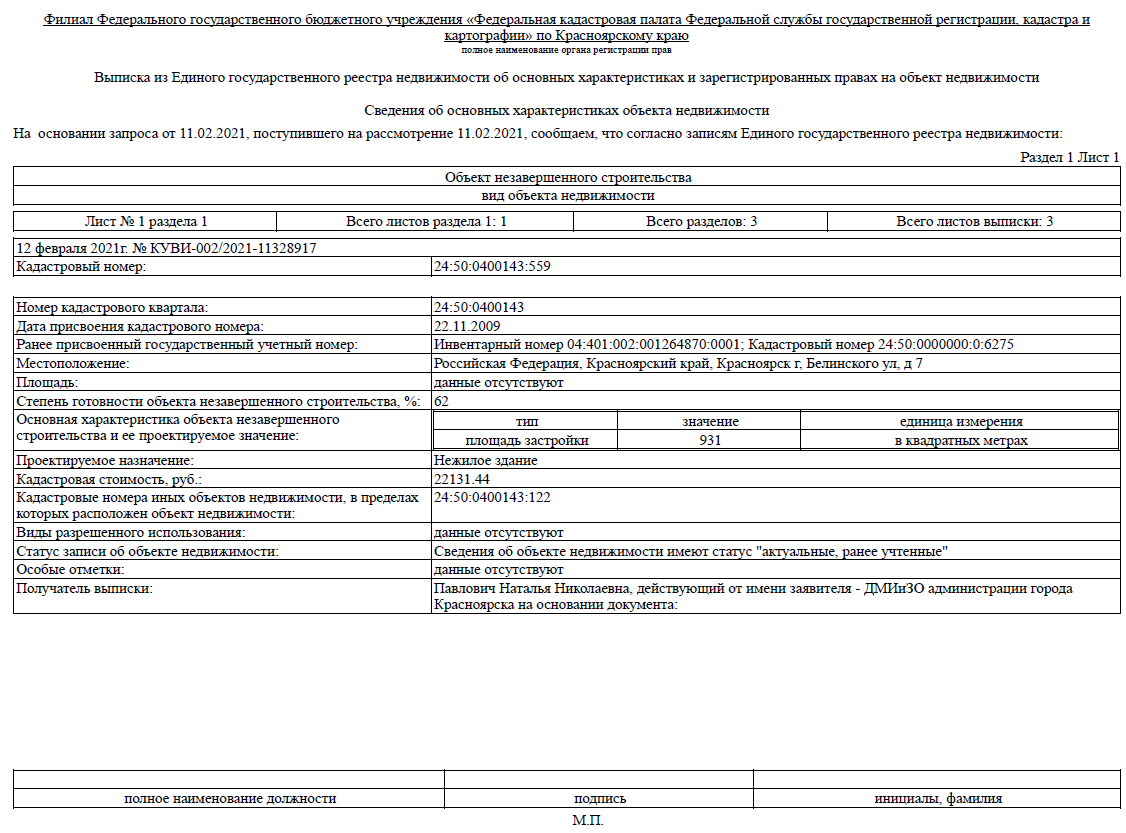 Филиал Федерального государственного бюджетного учреждения «Федеральная кадастровая палата Федеральной службы государственной регистрации, кадастра и
картографии» по Красноярскому краю
полное наименование органа регистрации прав
Выписка из Единого государственного реестра недвижимости об основных характеристиках и зарегистрированных правах на объект недвижимости
Сведения об основных характеристиках объекта недвижимости
На основании запроса от 11.02.2021, поступившего на рассмотрение 11.02.2021, сообщаем, что согласно записям Единого государственного реестра недвижимости:
Раздел 1 Лист 1
Объект незавершенного строительства
вид объекта недвижимости
Лист № 1 раздела 1 Всего листов раздела 1: 1 Всего разделов: 3 Всего листов выписки: 3
12 февраля 2021г. № КУВИ-002/2021-11328917
Кадастровый номер: 24:50:0400143:559
Номер кадастрового квартала: 24:50:0400143
Дата присвоения кадастрового номера: 22.11.2009
Ранее присвоенный государственный учетный номер: Инвентарный номер 04:401:002:001264870:0001; Кадастровый номер 24:50:0000000:0:6275
Местоположение: Российская Федерация, Красноярский край, Красноярск г, Белинского ул, д 7
Площадь: данные отсутствуют
Степень готовности объекта незавершенного строительства, %: 62
Основная характеристика объекта незавершенного
строительства и ее проектируемое значение:
тип значение единица измерения
площадь застройки 931 в квадратных метрах
Проектируемое назначение: Нежилое здание
Кадастровая стоимость, руб.: 22131.44
Кадастровые номера иных объектов недвижимости, в пределах
которых расположен объект недвижимости:
24:50:0400143:122
Виды разрешенного использования: данные отсутствуют
Статус записи об объекте недвижимости: Сведения об объекте недвижимости имеют статус "актуальные, ранее учтенные"
Особые отметки: данные отсутствуют
Получатель выписки: Павлович Наталья Николаевна, действующий от имени заявителя - ДМИиЗО администрации города
Красноярска на основании документа:
полное наименование должности подпись инициалы, фамилия
М.П.